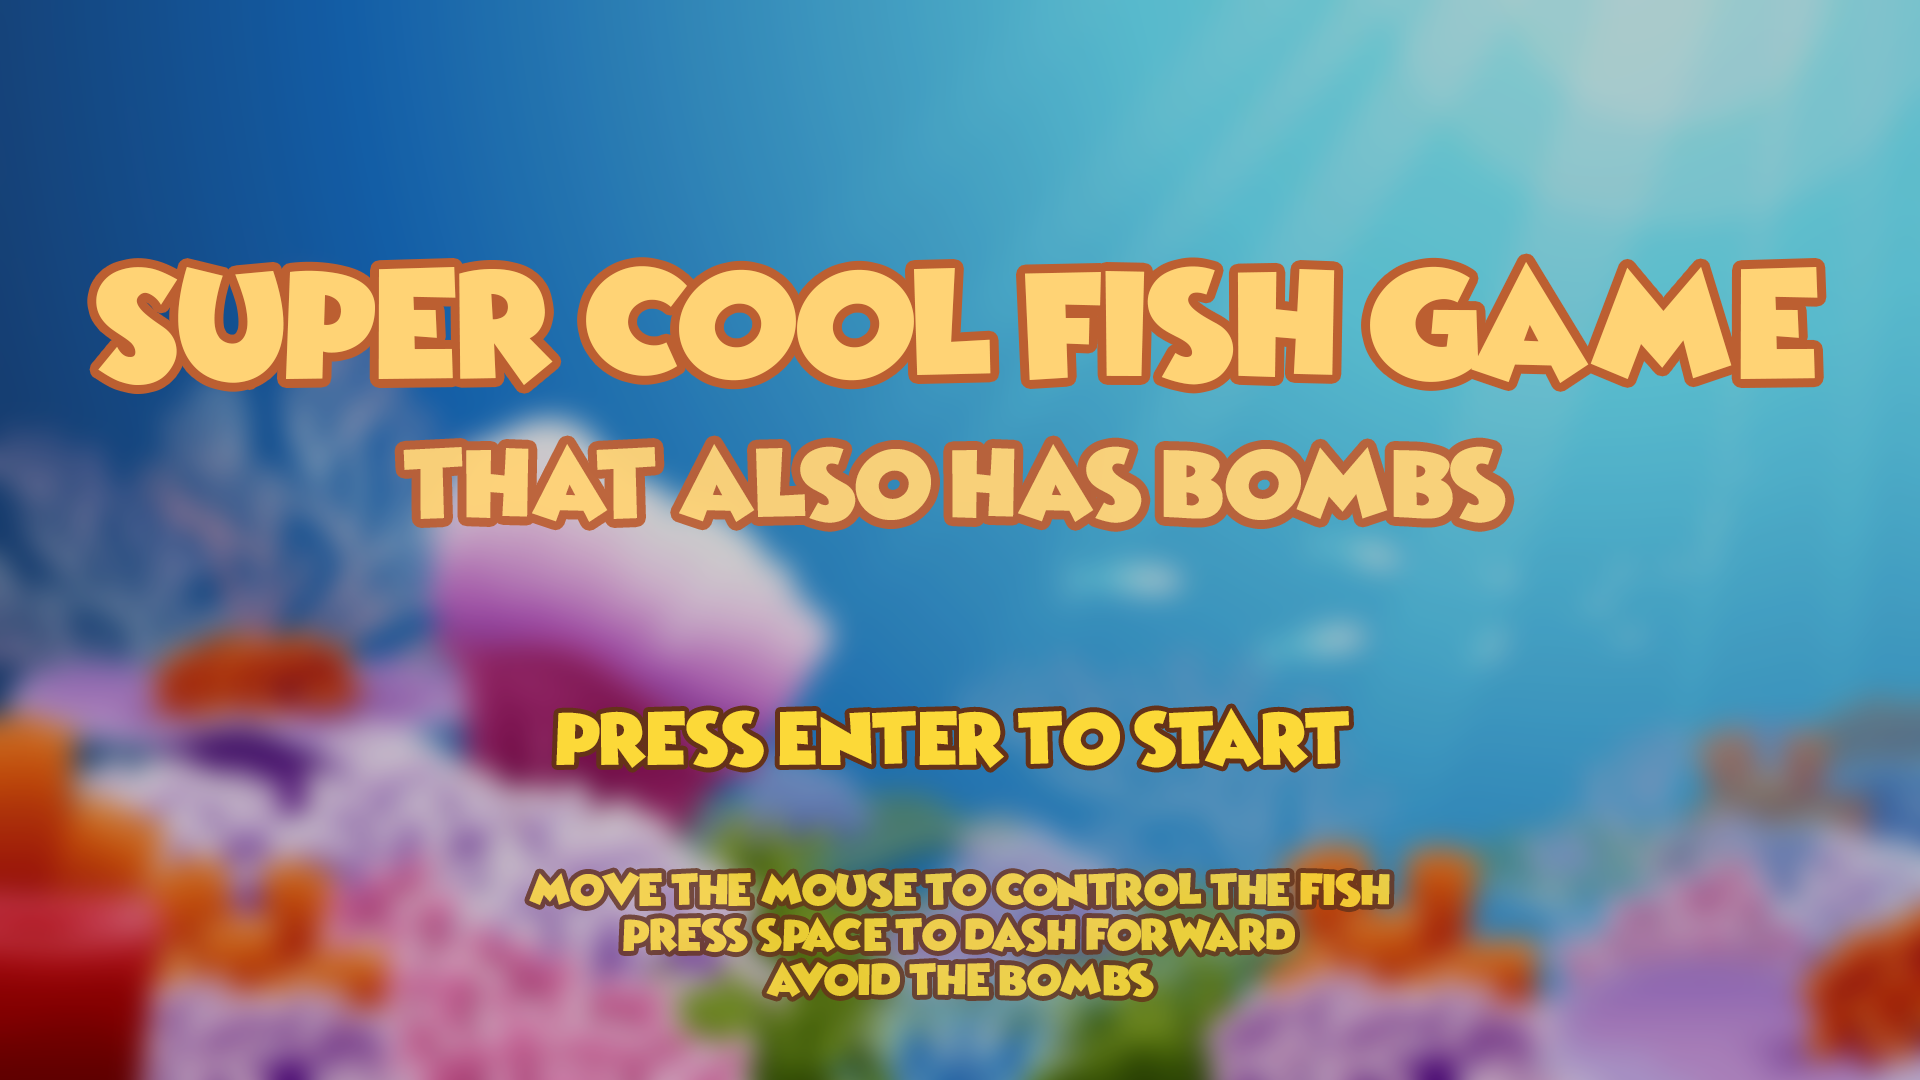 SUPER COOL FISH GAME
THAT ALSO HAS BOMBS
PRESS ENTER TO START
MOVE THE MOUSE TO CONTROL THE FISH
PRESS SPACE TO DASH FORWARD
AVOID THE BOMBS